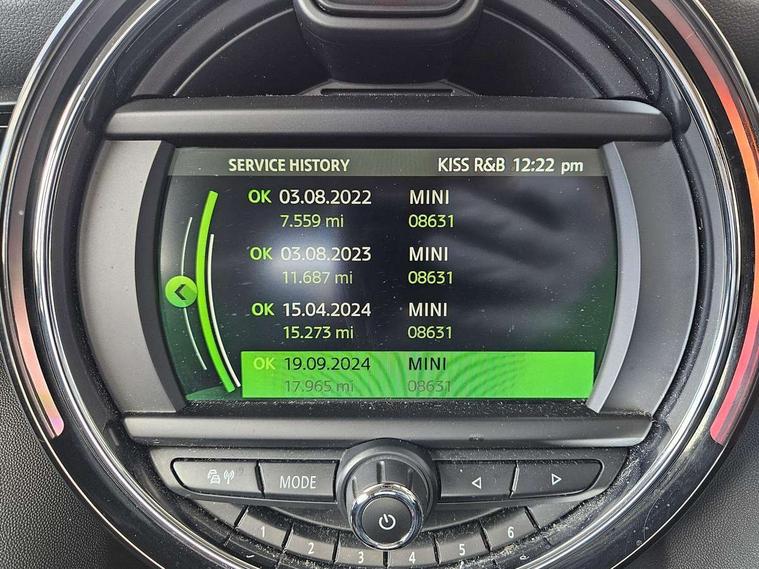 SERVICE HISTORY KISS R&B 12:22 pm
OK 03.08.2022 MINI
7.559 mi 08631
OK 03.08.2023 MINI
11.687 mi 08631
OK 15.04.2024 MINI
15.273 mi 08631
OK 19.09.2024 MINI
17.965 mi 08631
MODE
1 2 3 4 5 6